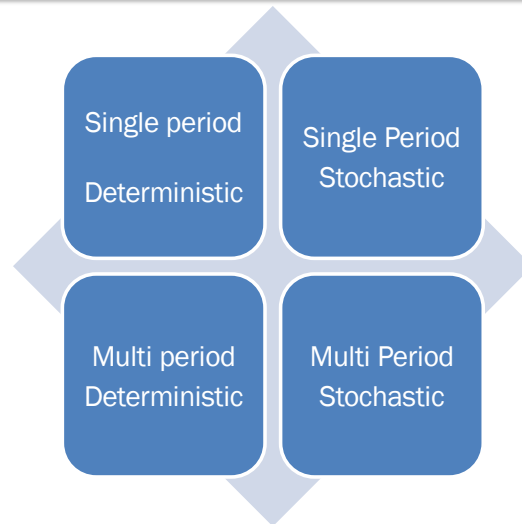 Single period
Deterministic
Single Period
Stochastic
Multi period
Deterministic
Multi Period
Stochastic